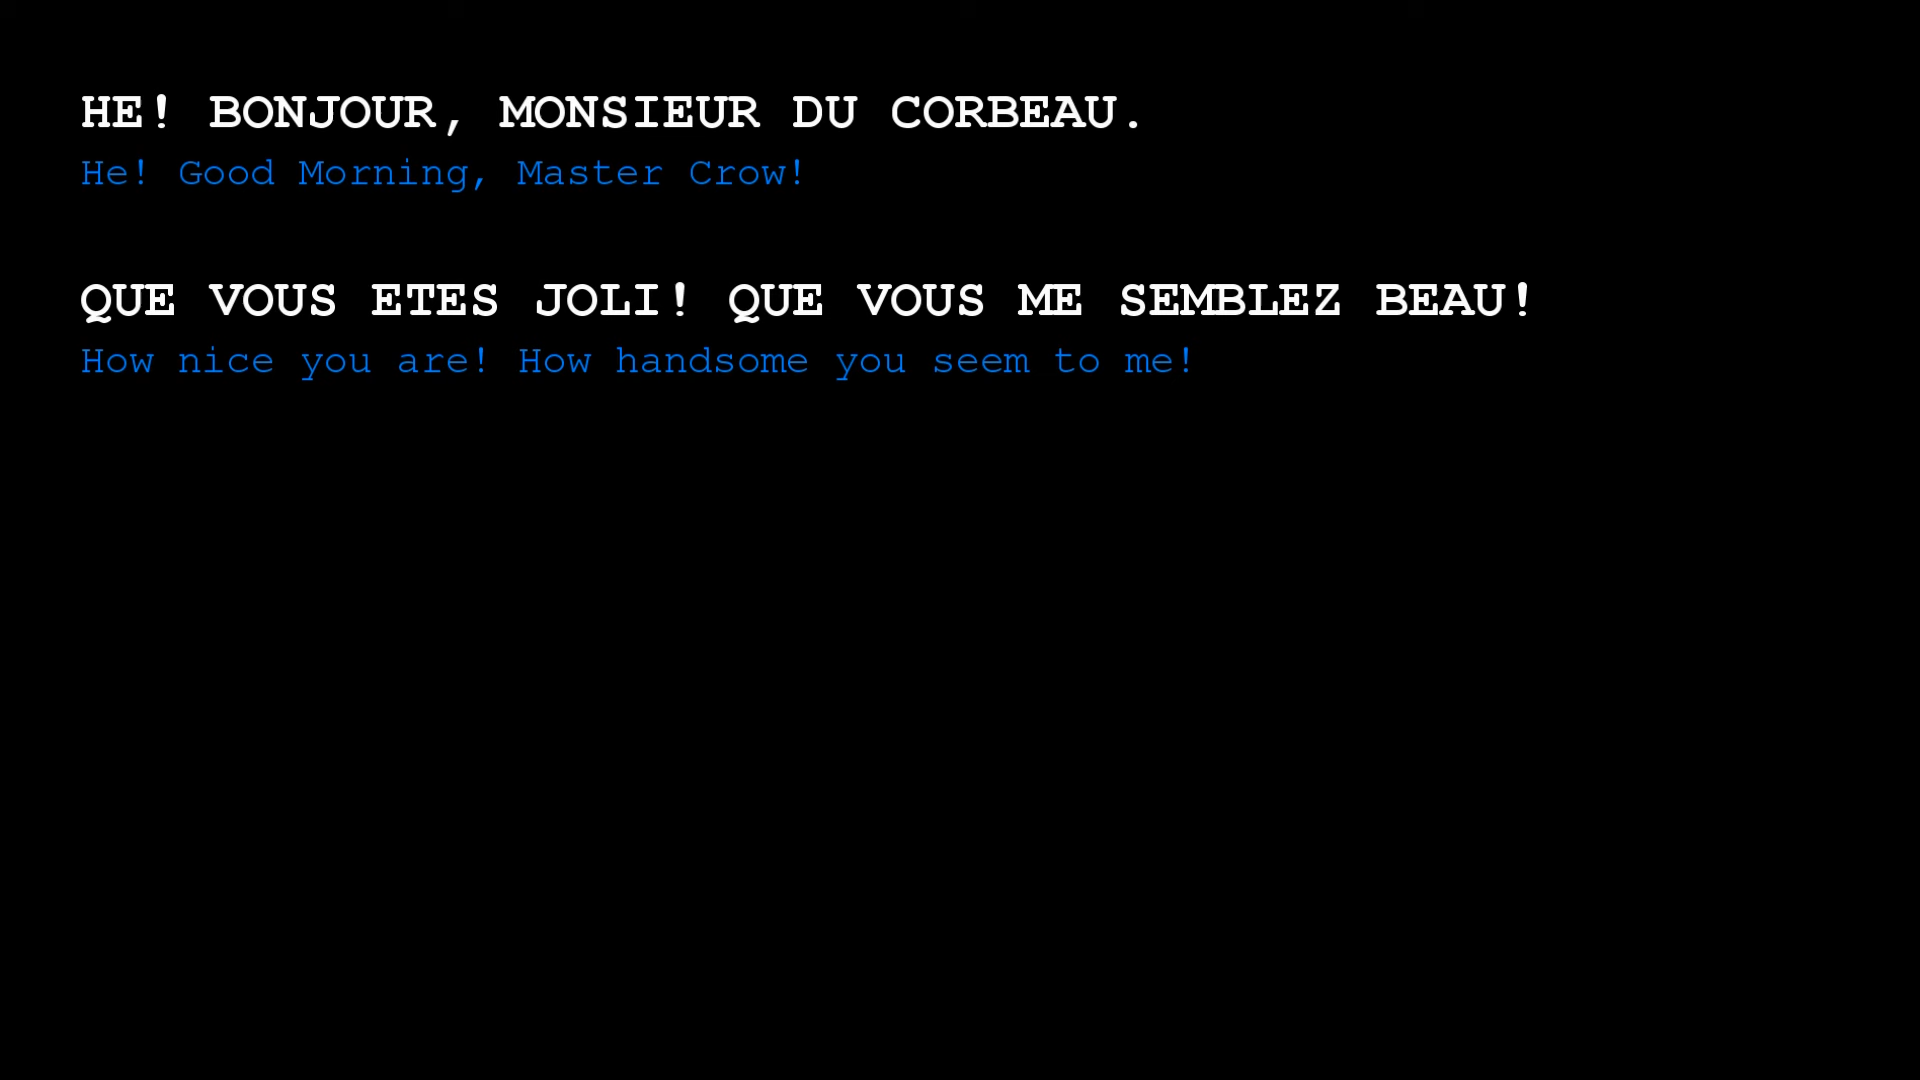 HE! BONJOUR, MONSIEUR DU CORBEAU.
He! Good Morning, Master Crow!
QUE VOUS ETES JOLI! QUE VOUS ME SEMBLEZ BEAU!
How nice you are! How handsome you seem to me!